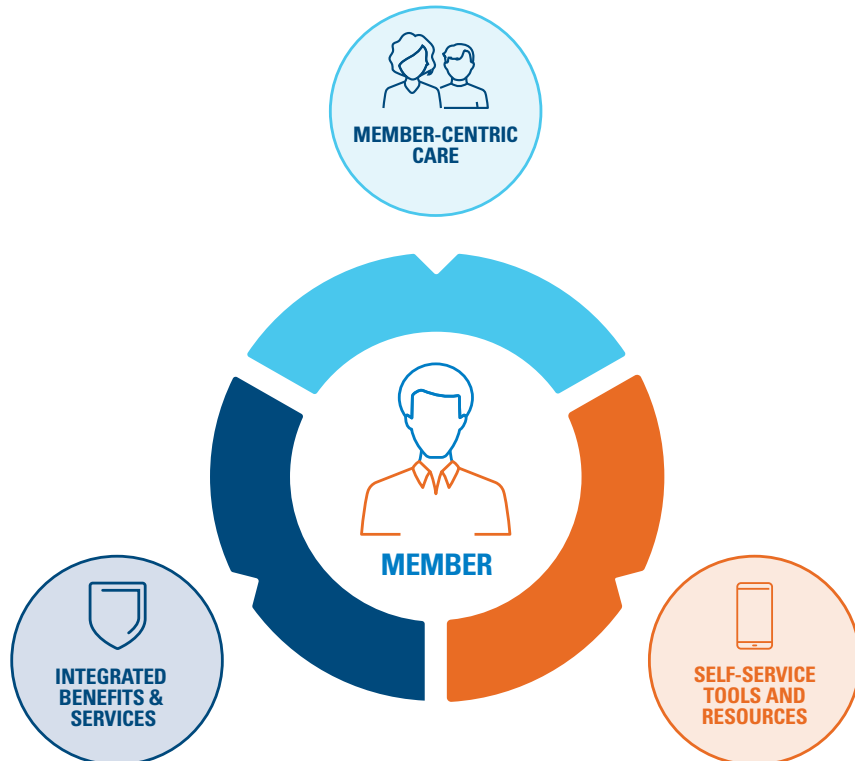 MEMBER-CENTRIC
CARE
MEMBER
INTEGRATED
BENEFITS &
SERVICES
SELF-SERVICE
TOOLS AND
RESOURCES